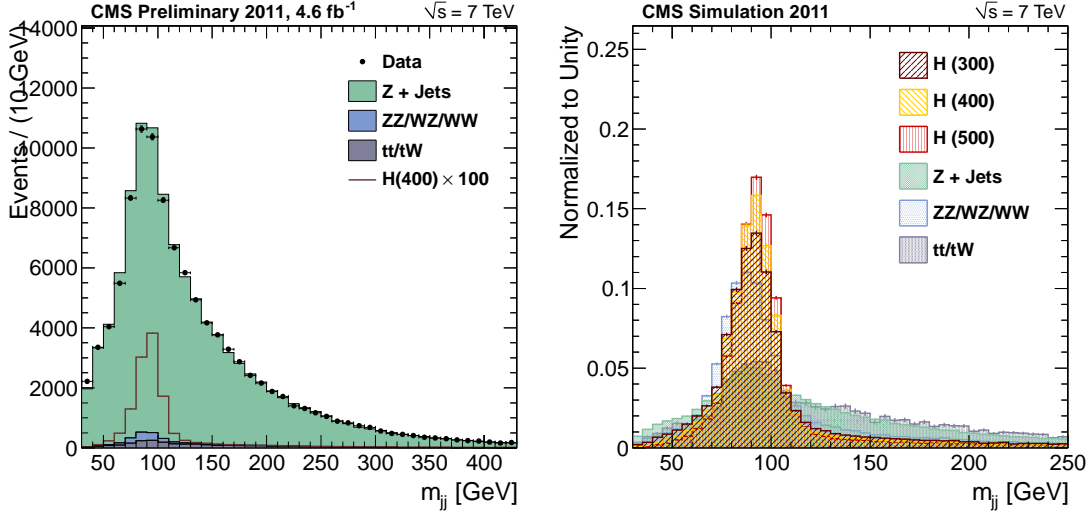 CMS Preliminary 2011, 4.6 fb⁻¹
√s = 7 TeV
Events / (10 GeV)
14000
12000
10000
8000
6000
4000
2000
0
Data
Z + Jets
ZZ/WZ/WW
tt/tW
H(400) × 100
50 100 150 200 250 300 350 400
m_jj [GeV]
CMS Simulation 2011
√s = 7 TeV
Normalized to Unity
0.25
0.2
0.15
0.1
0.05
0
H (300)
H (400)
H (500)
Z + Jets
ZZ/WZ/WW
tt/tW
50 100 150 200 250
m_jj [GeV]